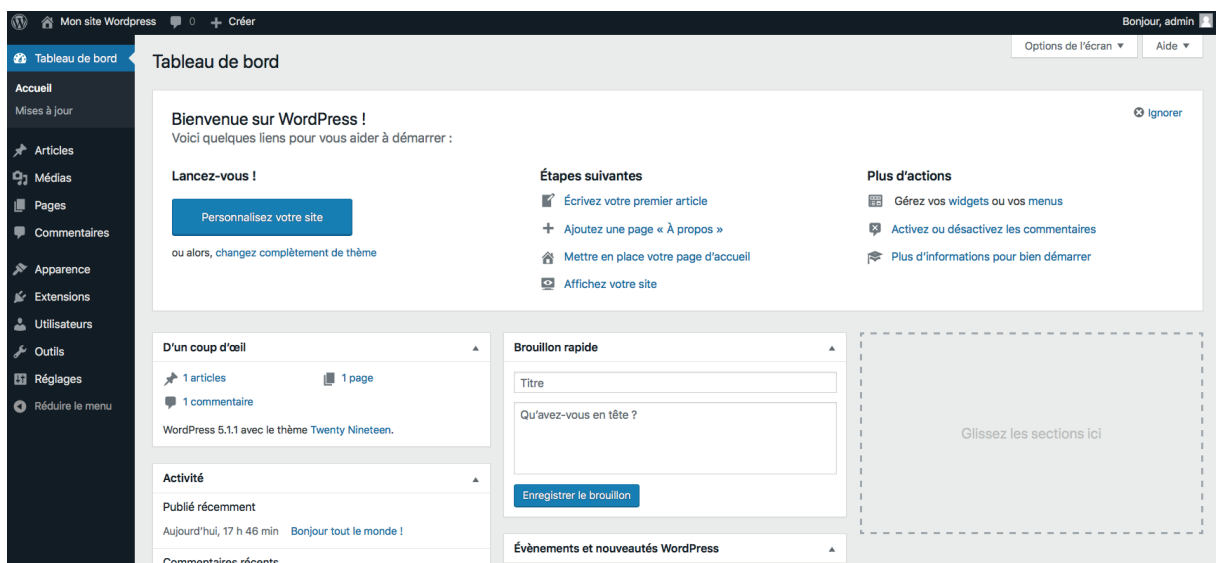 Mon site Wordpress 0 + Créer Bonjour, admin
Options de l'écran ▼ Aide ▼
Tableau de bord
Accueil
Mises à jour
Articles
Médias
Pages
Commentaires
Apparence
Extensions
Utilisateurs
Outils
Réglages
Réduire le menu
Tableau de bord
Bienvenue sur WordPress !
Voici quelques liens pour vous aider à démarrer :
Ignorer
Lancez-vous !
Personnalisez votre site
ou alors, changez complètement de thème
Étapes suivantes
Écrivez votre premier article
Ajoutez une page « À propos »
Mettre en place votre page d'accueil
Affichez votre site
Plus d'actions
Gérez vos widgets ou vos menus
Activez ou désactivez les commentaires
Plus d'informations pour bien démarrer
D'un coup d'œil
1 articles
1 page
1 commentaire
WordPress 5.1.1 avec le thème Twenty Nineteen.
Activité
Publié récemment
Aujourd'hui, 17 h 46 min Bonjour tout le monde !
Commentaires récents
Brouillon rapide
Titre
Qu'avez-vous en tête ?
Enregistrer le brouillon
Évènements et nouveautés WordPress
Glissez les sections ici